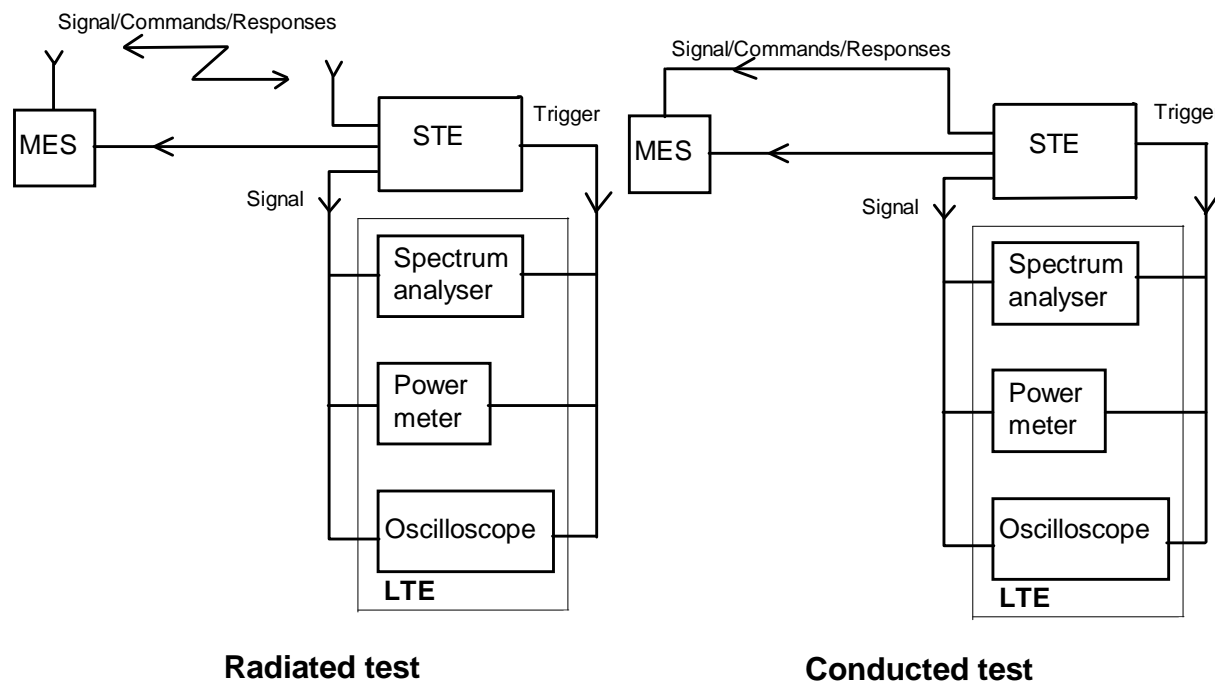 Signal/Commands/Responses
MES
STE
Trigger
Signal
Spectrum
analyser
Power
meter
Oscilloscope
LTE
Radiated test
Signal/Commands/Responses
MES
STE
Trigge
Signal
Spectrum
analyser
Power
meter
Oscilloscope
LTE
Conducted test